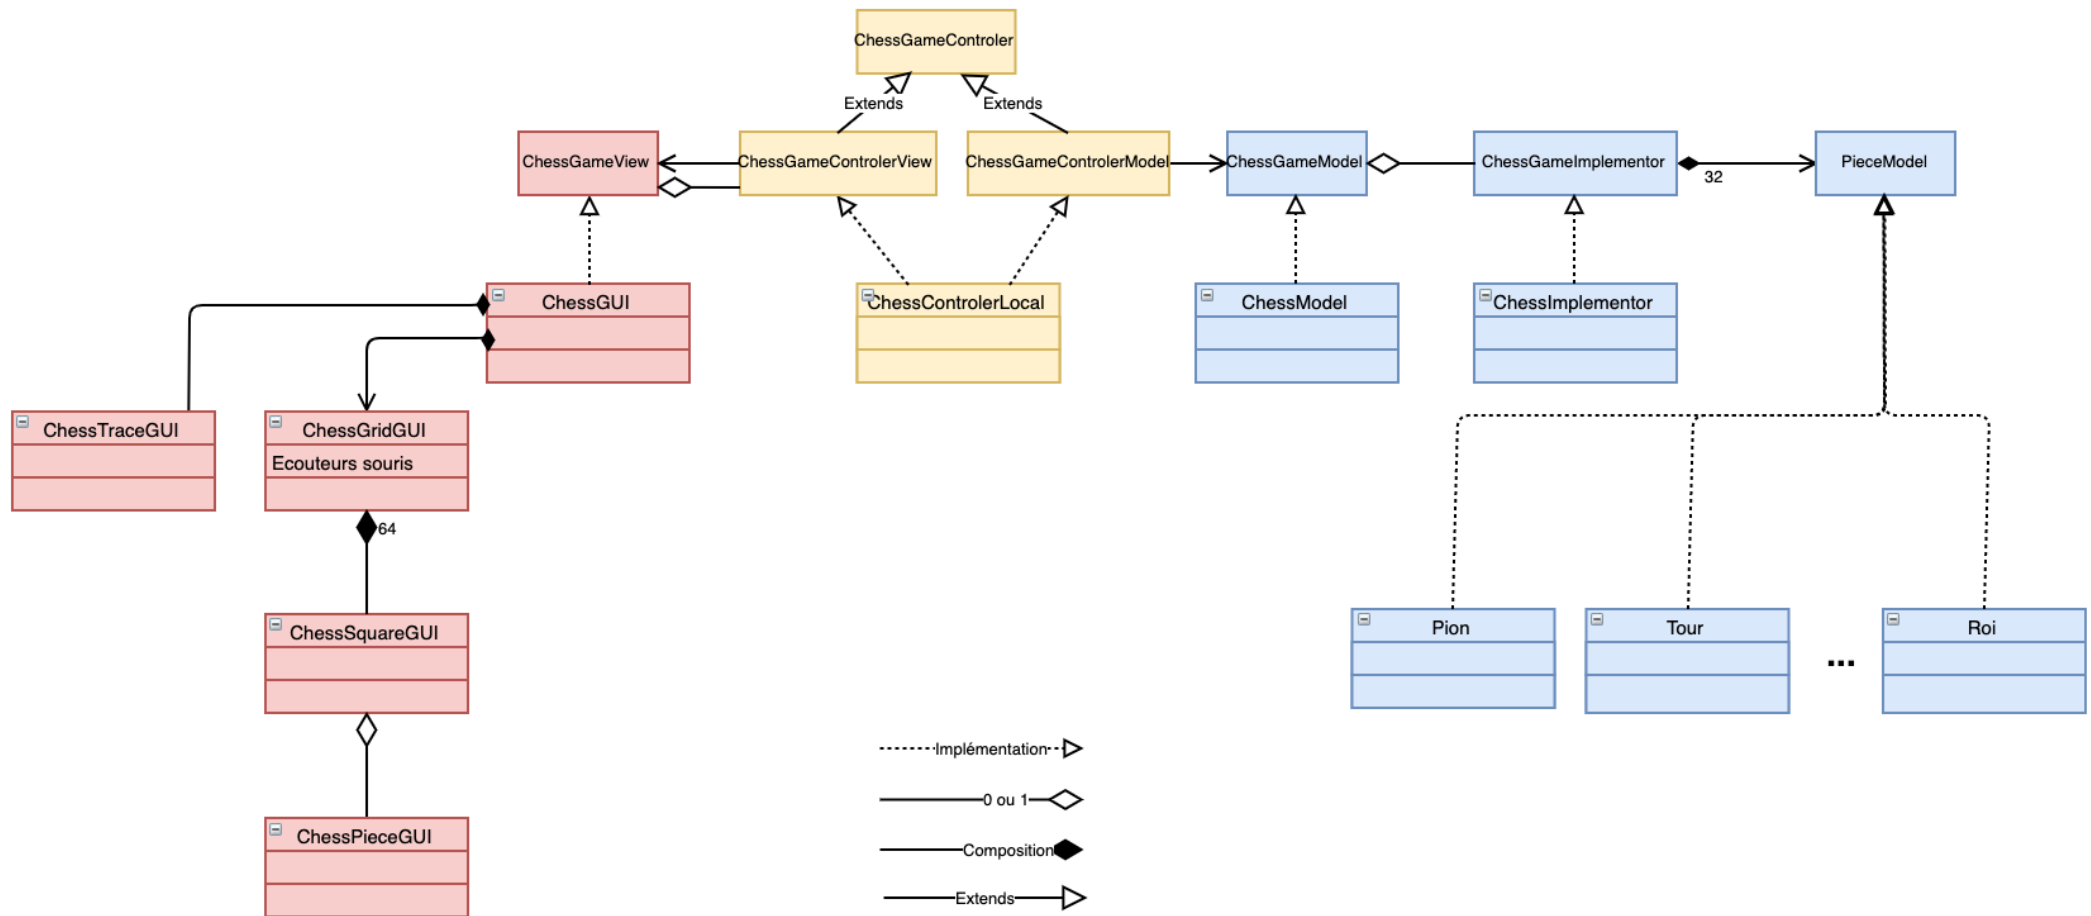 ChessGameControler
Extends
Extends
ChessGameView
ChessGameControlerView
ChessGameControlerModel
ChessGameModel
ChessGameImplementor
32
PieceModel
ChessGUI
ChessControlerLocal
ChessModel
ChessImplementor
ChessTraceGUI
ChessGridGUI
Ecouteurs souris
64
ChessSquareGUI
Pion
Tour
...
Roi
ChessPieceGUI
Implémentation
0 ou 1
Composition
Extends